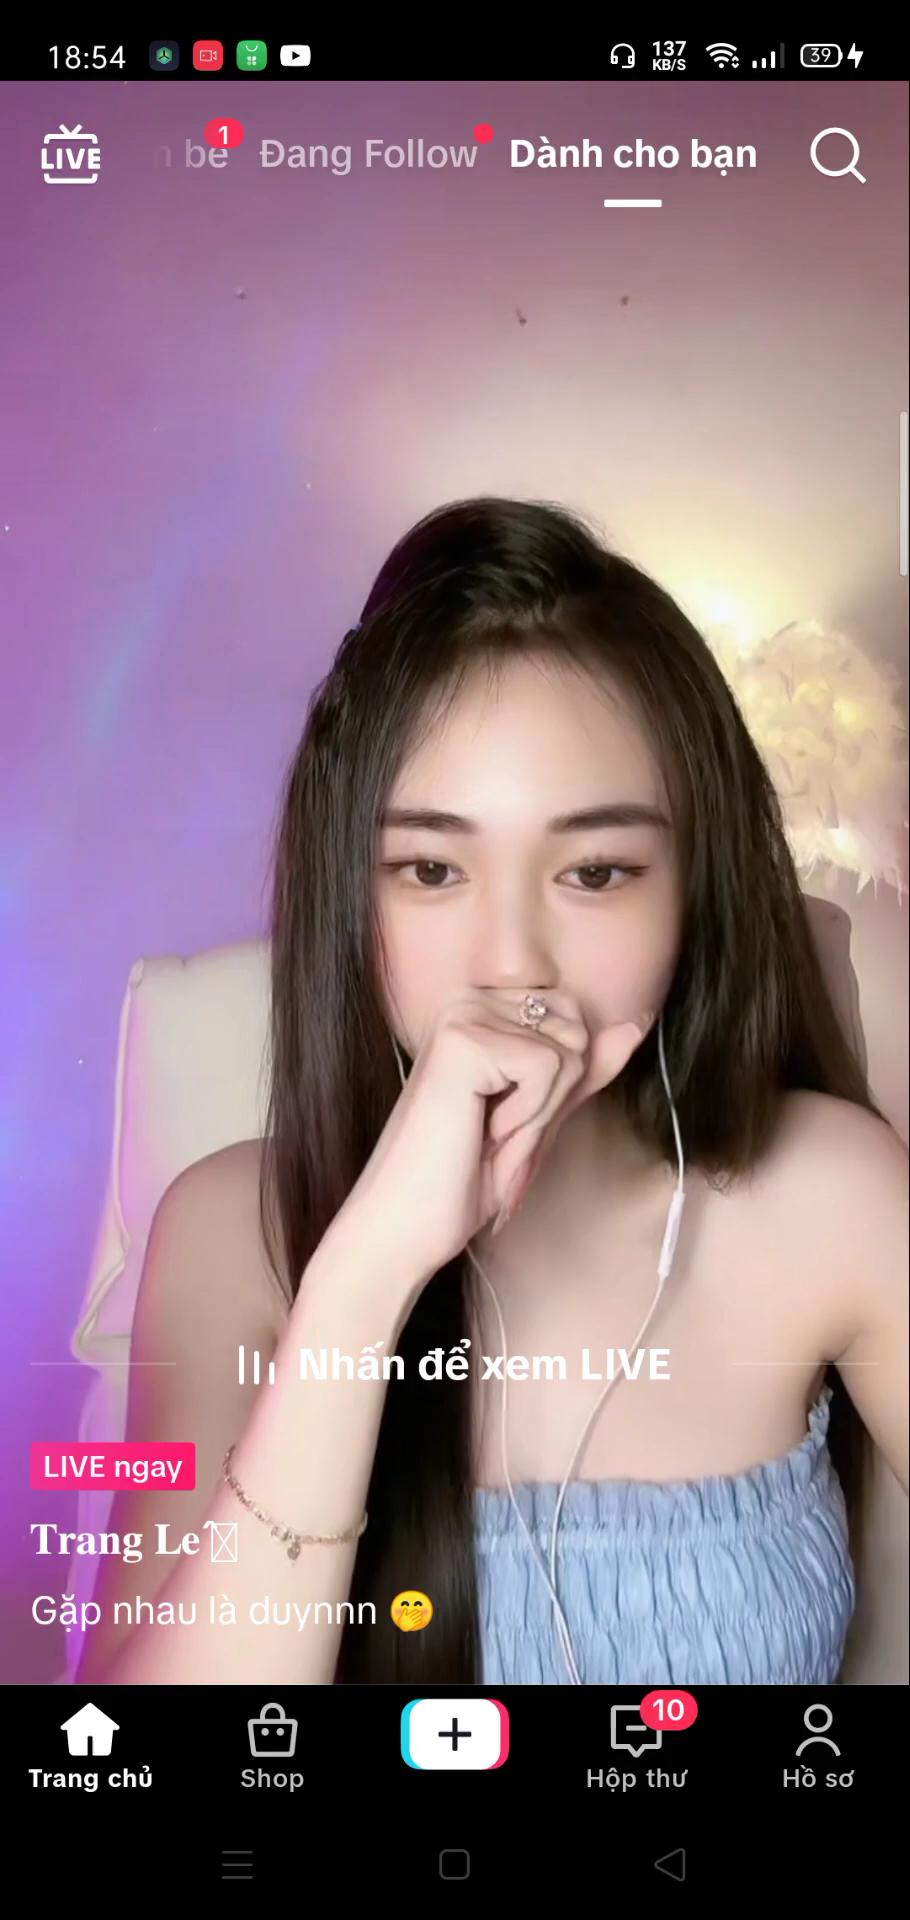 18:54
137
KB/S
39
LIVE
n bè
1
Đang Follow
Dành cho bạn
Nhấn để xem LIVE
LIVE ngay
Trang Lê
Gặp nhau là duynnn 🤭
Trang chủ
Shop
10
Hộp thư
Hồ sơ